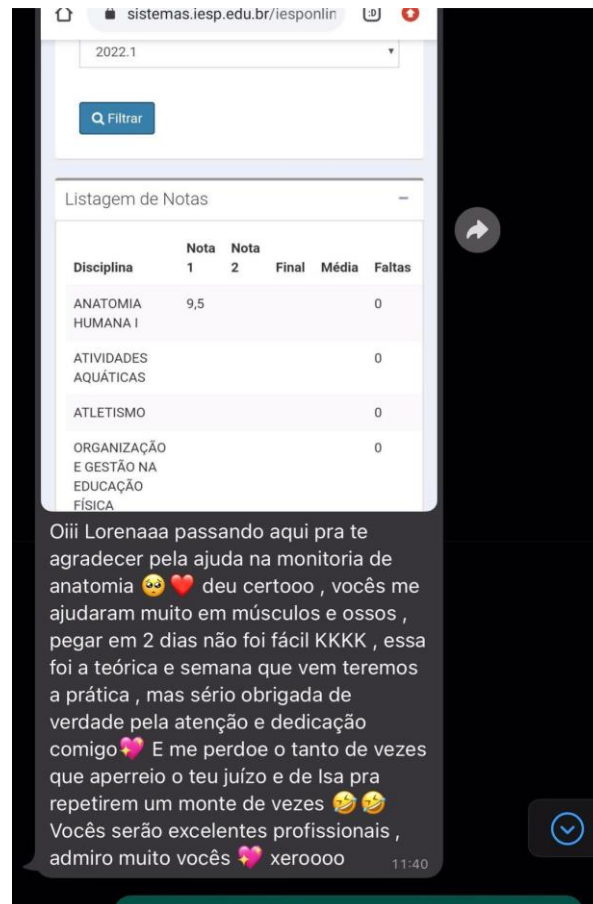 sistemas.iesp.edu.br/iesponlin :D
2022.1
Filtrar
Listagem de Notas
Disciplina Nota 1 Nota 2 Final Média Faltas
ANATOMIA HUMANA I 9,5 0
ATIVIDADES AQUÁTICAS 0
ATLETISMO 0
ORGANIZAÇÃO E GESTÃO NA EDUCAÇÃO FÍSICA 0
Oiii Lorenaaa passando aqui pra te
agradecer pela ajuda na monitoria de
anatomia 🥺❤️ deu certooo , vocês me
ajudaram muito em músculos e ossos ,
pegar em 2 dias não foi fácil KKKK , essa
foi a teórica e semana que vem teremos
a prática , mas sério obrigada de
verdade pela atenção e dedicação
comigo💖 E me perdoe o tanto de vezes
que aperreio o teu juízo e de Isa pra
repetirem um monte de vezes 🤣🤣
Vocês serão excelentes profissionais ,
admiro muito vocês 💖 xeroooo 11:40